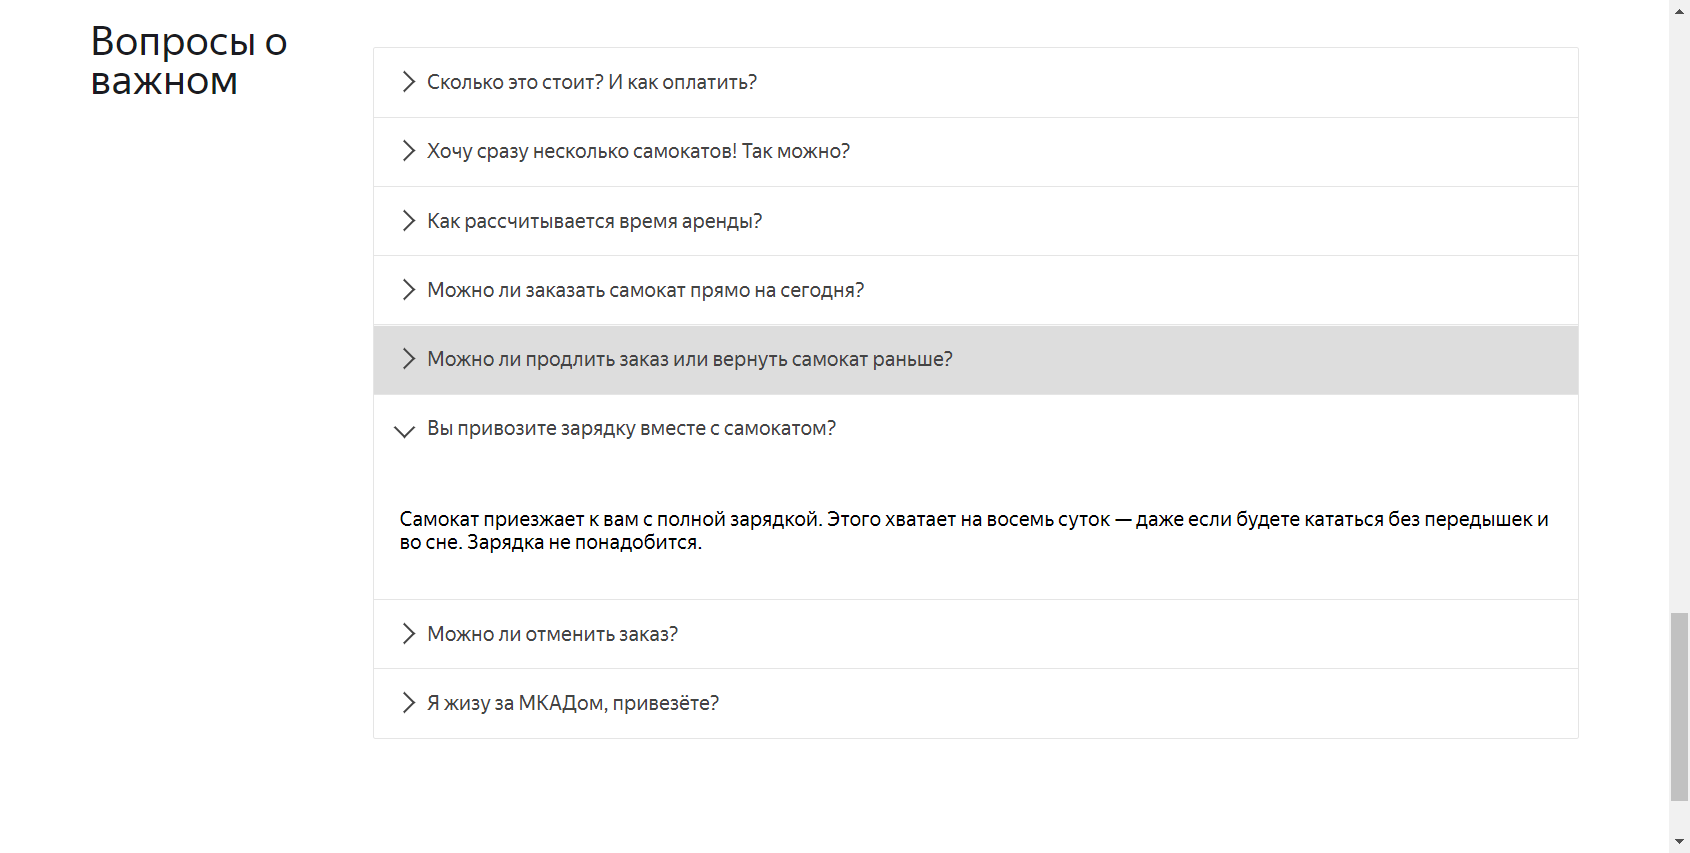 Вопросы о
важном
Сколько это стоит? И как оплатить?
Хочу сразу несколько самокатов! Так можно?
Как рассчитывается время аренды?
Можно ли заказать самокат прямо на сегодня?
Можно ли продлить заказ или вернуть самокат раньше?
Вы привозите зарядку вместе с самокатом?
Самокат приезжает к вам с полной зарядкой. Этого хватает на восемь суток — даже если будете кататься без передышек и
во сне. Зарядка не понадобится.
Можно ли отменить заказ?
Я жизу за МКАДом, привезёте?